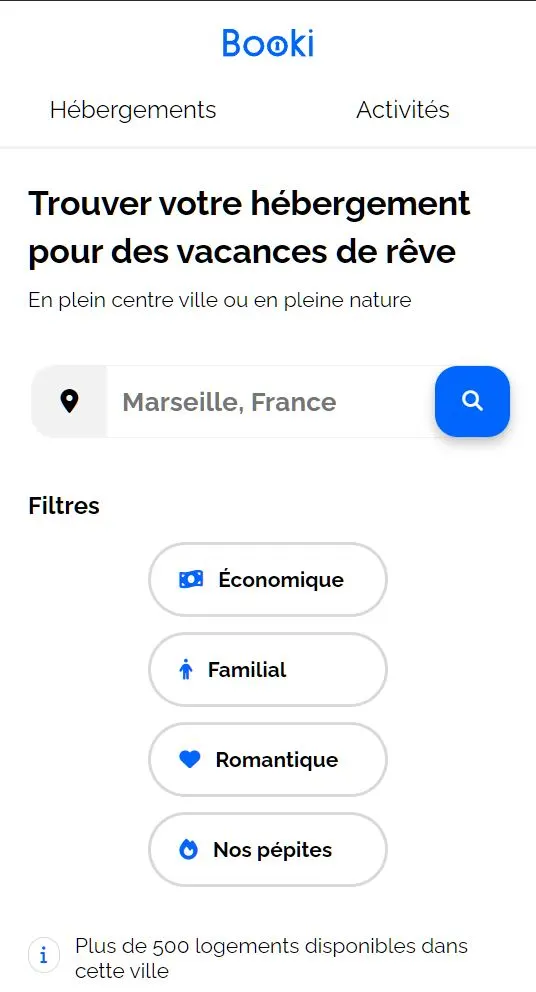 Booki
Hébergements
Activités
Trouver votre hébergement
pour des vacances de rêve
En plein centre ville ou en pleine nature
Marseille, France
Filtres
Économique
Familial
Romantique
Nos pépites
i
Plus de 500 logements disponibles dans
cette ville